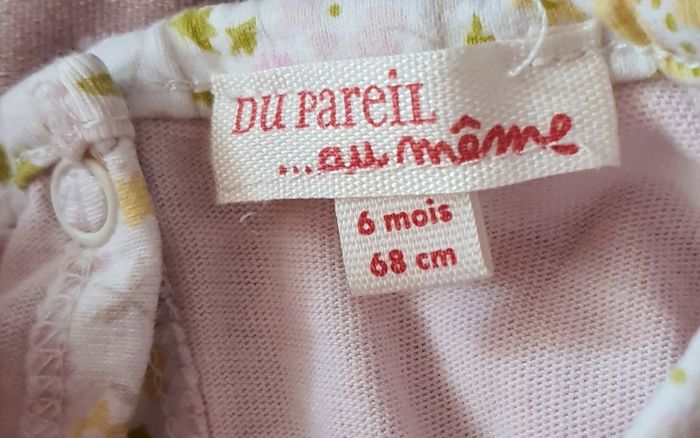 DU PAREIL
...au même
6 mois
68 cm